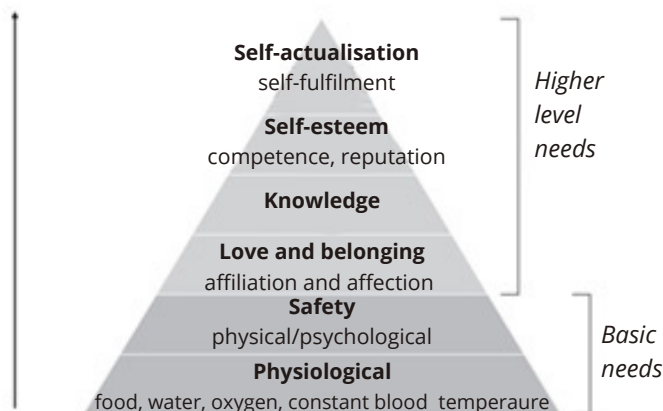 Self-actualisation
self-fulfilment
Higher
level
needs
Self-esteem
competence, reputation
Knowledge
Love and belonging
affiliation and affection
Safety
physical/psychological
Basic
needs
Physiological
food, water, oxygen, constant blood temperaure